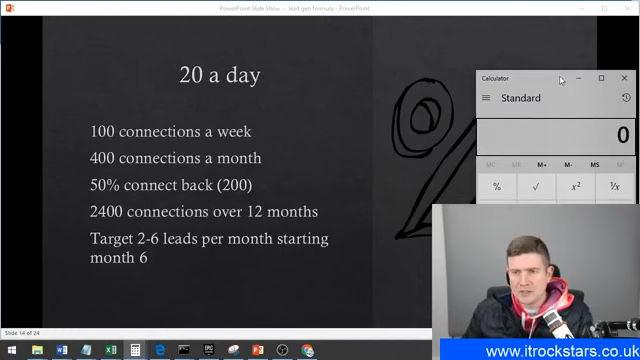 PowerPoint Slide Show - lead gen formula - PowerPoint
20 a day
100 connections a week
400 connections a month
50% connect back (200)
2400 connections over 12 months
Target 2-6 leads per month starting
month 6
Calculator
Standard
0
MC MR M+ M- MS
% √ x² ¹/x
Slide 14 of 24
www.itrockstars.co.uk